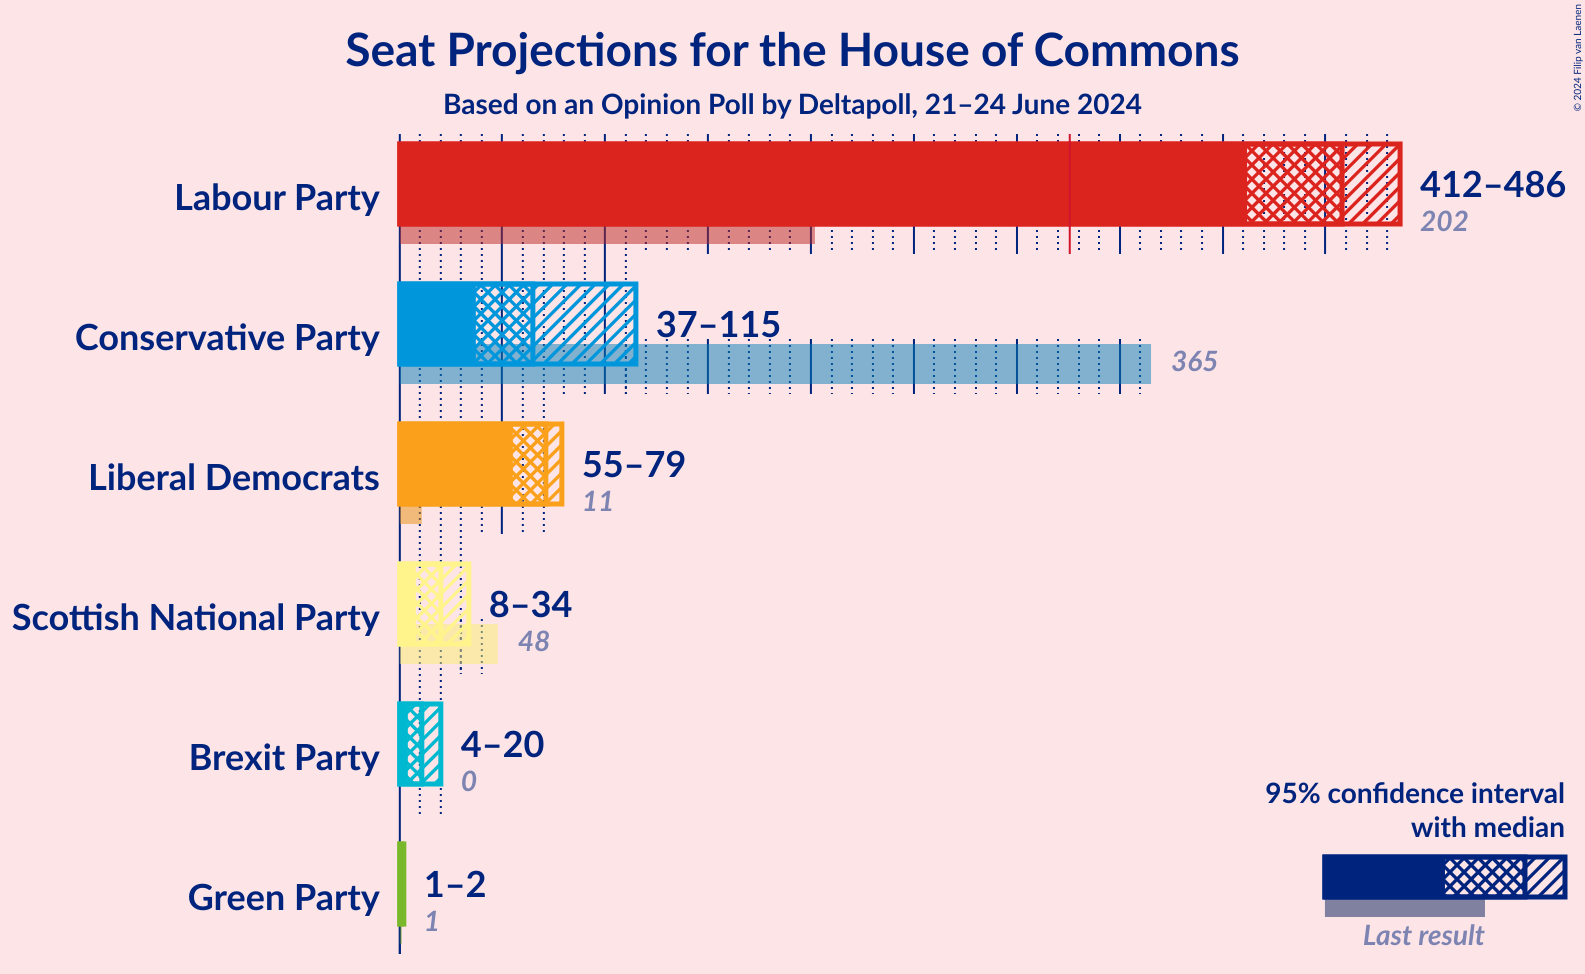 Seat Projections for the House of Commons
Based on an Opinion Poll by Deltapoll, 21–24 June 2024
© 2024 Filip van Laenen
Labour Party
412–486
202
Conservative Party
37–115
365
Liberal Democrats
55–79
11
Scottish National Party
8–34
48
Brexit Party
4–20
0
Green Party
1–2
1
95% confidence interval
with median
Last result